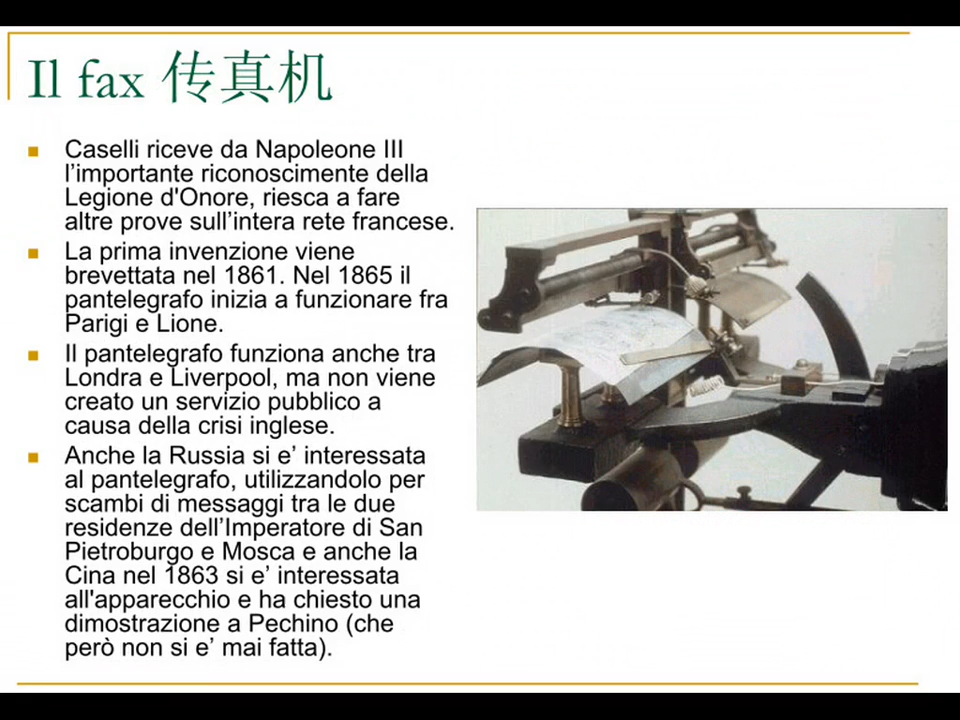 Il fax 传真机
Caselli riceve da Napoleone III
l’importante riconoscimento della
Legione d'Onore, riesca a fare
altre prove sull’intera rete francese.
La prima invenzione viene
brevettata nel 1861. Nel 1865 il
pantelegrafo inizia a funzionare fra
Parigi e Lione.
Il pantelegrafo funziona anche tra
Londra e Liverpool, ma non viene
creato un servizio pubblico a
causa della crisi inglese.
Anche la Russia si e’ interessata
al pantelegrafo, utilizzandolo per
scambi di messaggi tra le due
residenze dell’Imperatore di San
Pietroburgo e Mosca e anche la
Cina nel 1863 si e’ interessata
all'apparecchio e ha chiesto una
dimostrazione a Pechino (che
però non si e’ mai fatta).